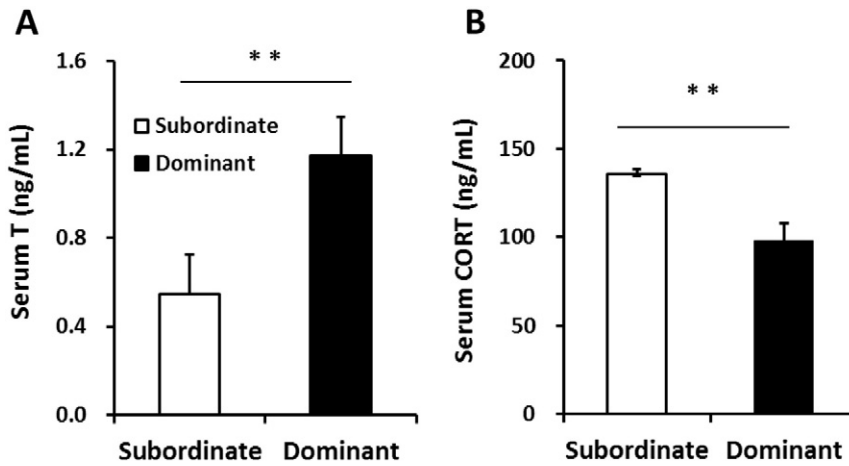 A
1.6
1.2
0.8
0.4
0.0
Serum T (ng/mL)
* *
Subordinate
Dominant
Subordinate Dominant
B
200
150
100
50
0
Serum CORT (ng/mL)
* *
Subordinate Dominant